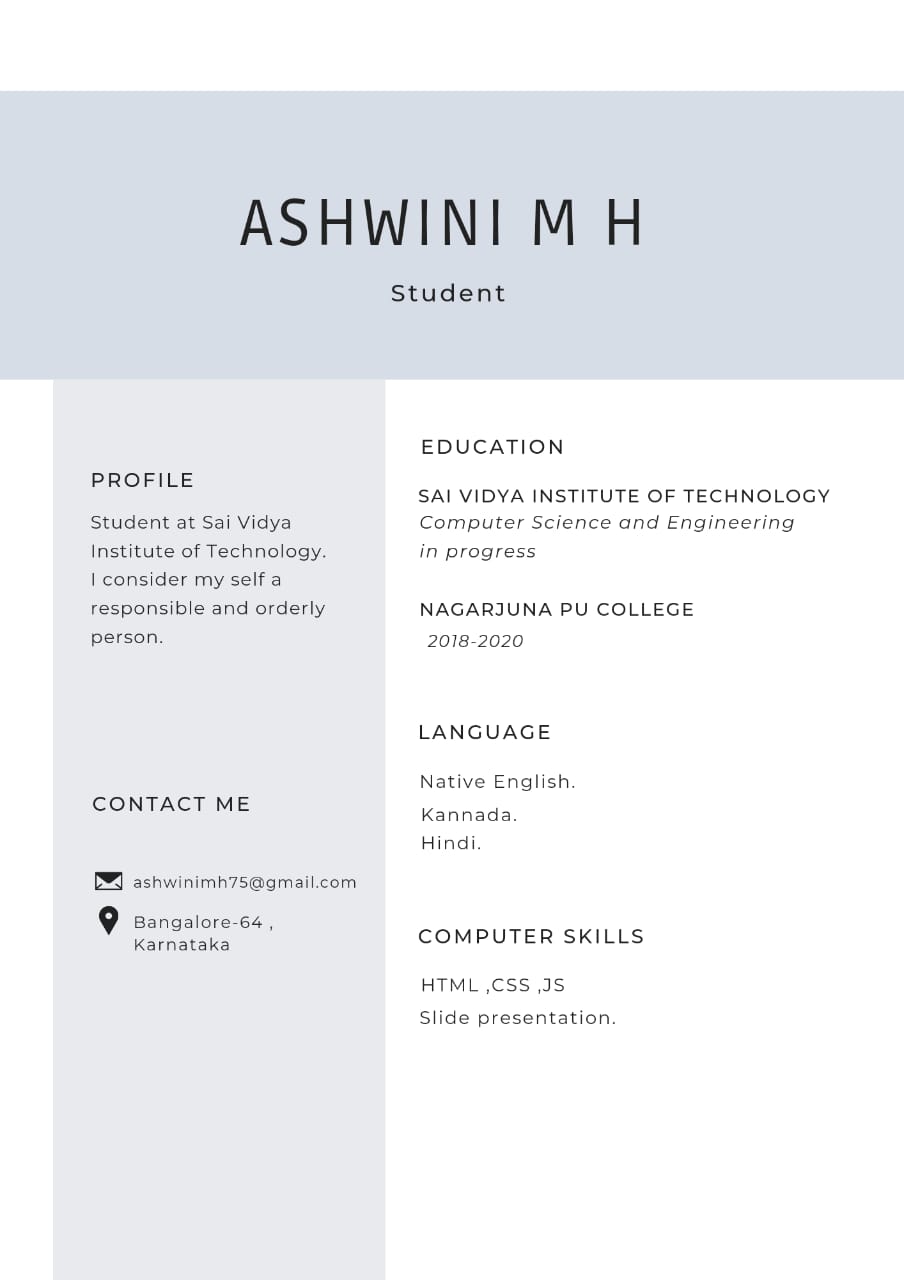 ASHWINI M H
Student
PROFILE
Student at Sai Vidya
Institute of Technology.
I consider my self a
responsible and orderly
person.
CONTACT ME
ashwinimh75@gmail.com
Bangalore-64 ,
Karnataka
EDUCATION
SAI VIDYA INSTITUTE OF TECHNOLOGY
Computer Science and Engineering
in progress
NAGARJUNA PU COLLEGE
2018-2020
LANGUAGE
Native English.
Kannada.
Hindi.
COMPUTER SKILLS
HTML ,CSS ,JS
Slide presentation.